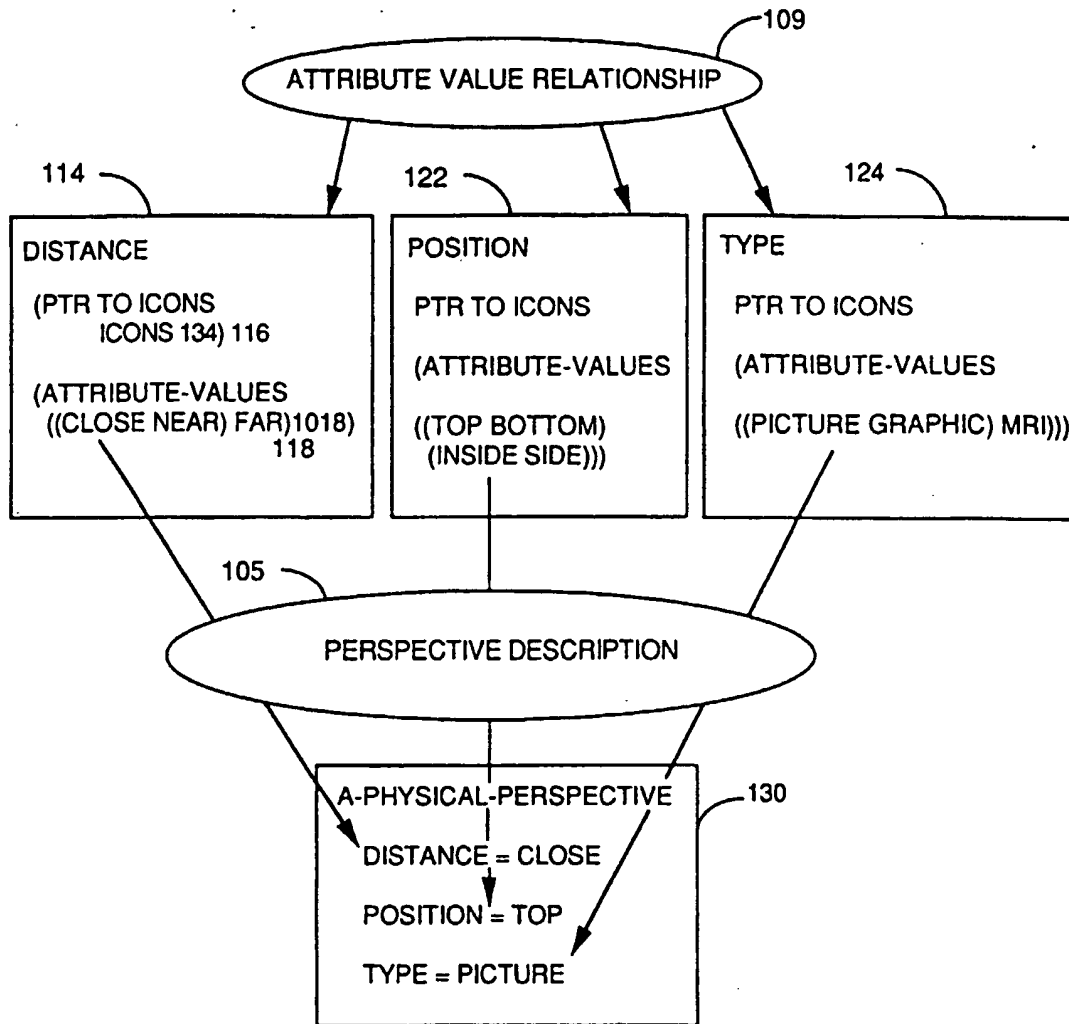 109
ATTRIBUTE VALUE RELATIONSHIP
114
DISTANCE
(PTR TO ICONS
ICONS 134) 116
(ATTRIBUTE-VALUES
((CLOSE NEAR) FAR)1018)
118
122
POSITION
PTR TO ICONS
(ATTRIBUTE-VALUES
((TOP BOTTOM)
(INSIDE SIDE)))
124
TYPE
PTR TO ICONS
(ATTRIBUTE-VALUES
((PICTURE GRAPHIC) MRI)))
105
PERSPECTIVE DESCRIPTION
A-PHYSICAL-PERSPECTIVE
130
DISTANCE = CLOSE
POSITION = TOP
TYPE = PICTURE